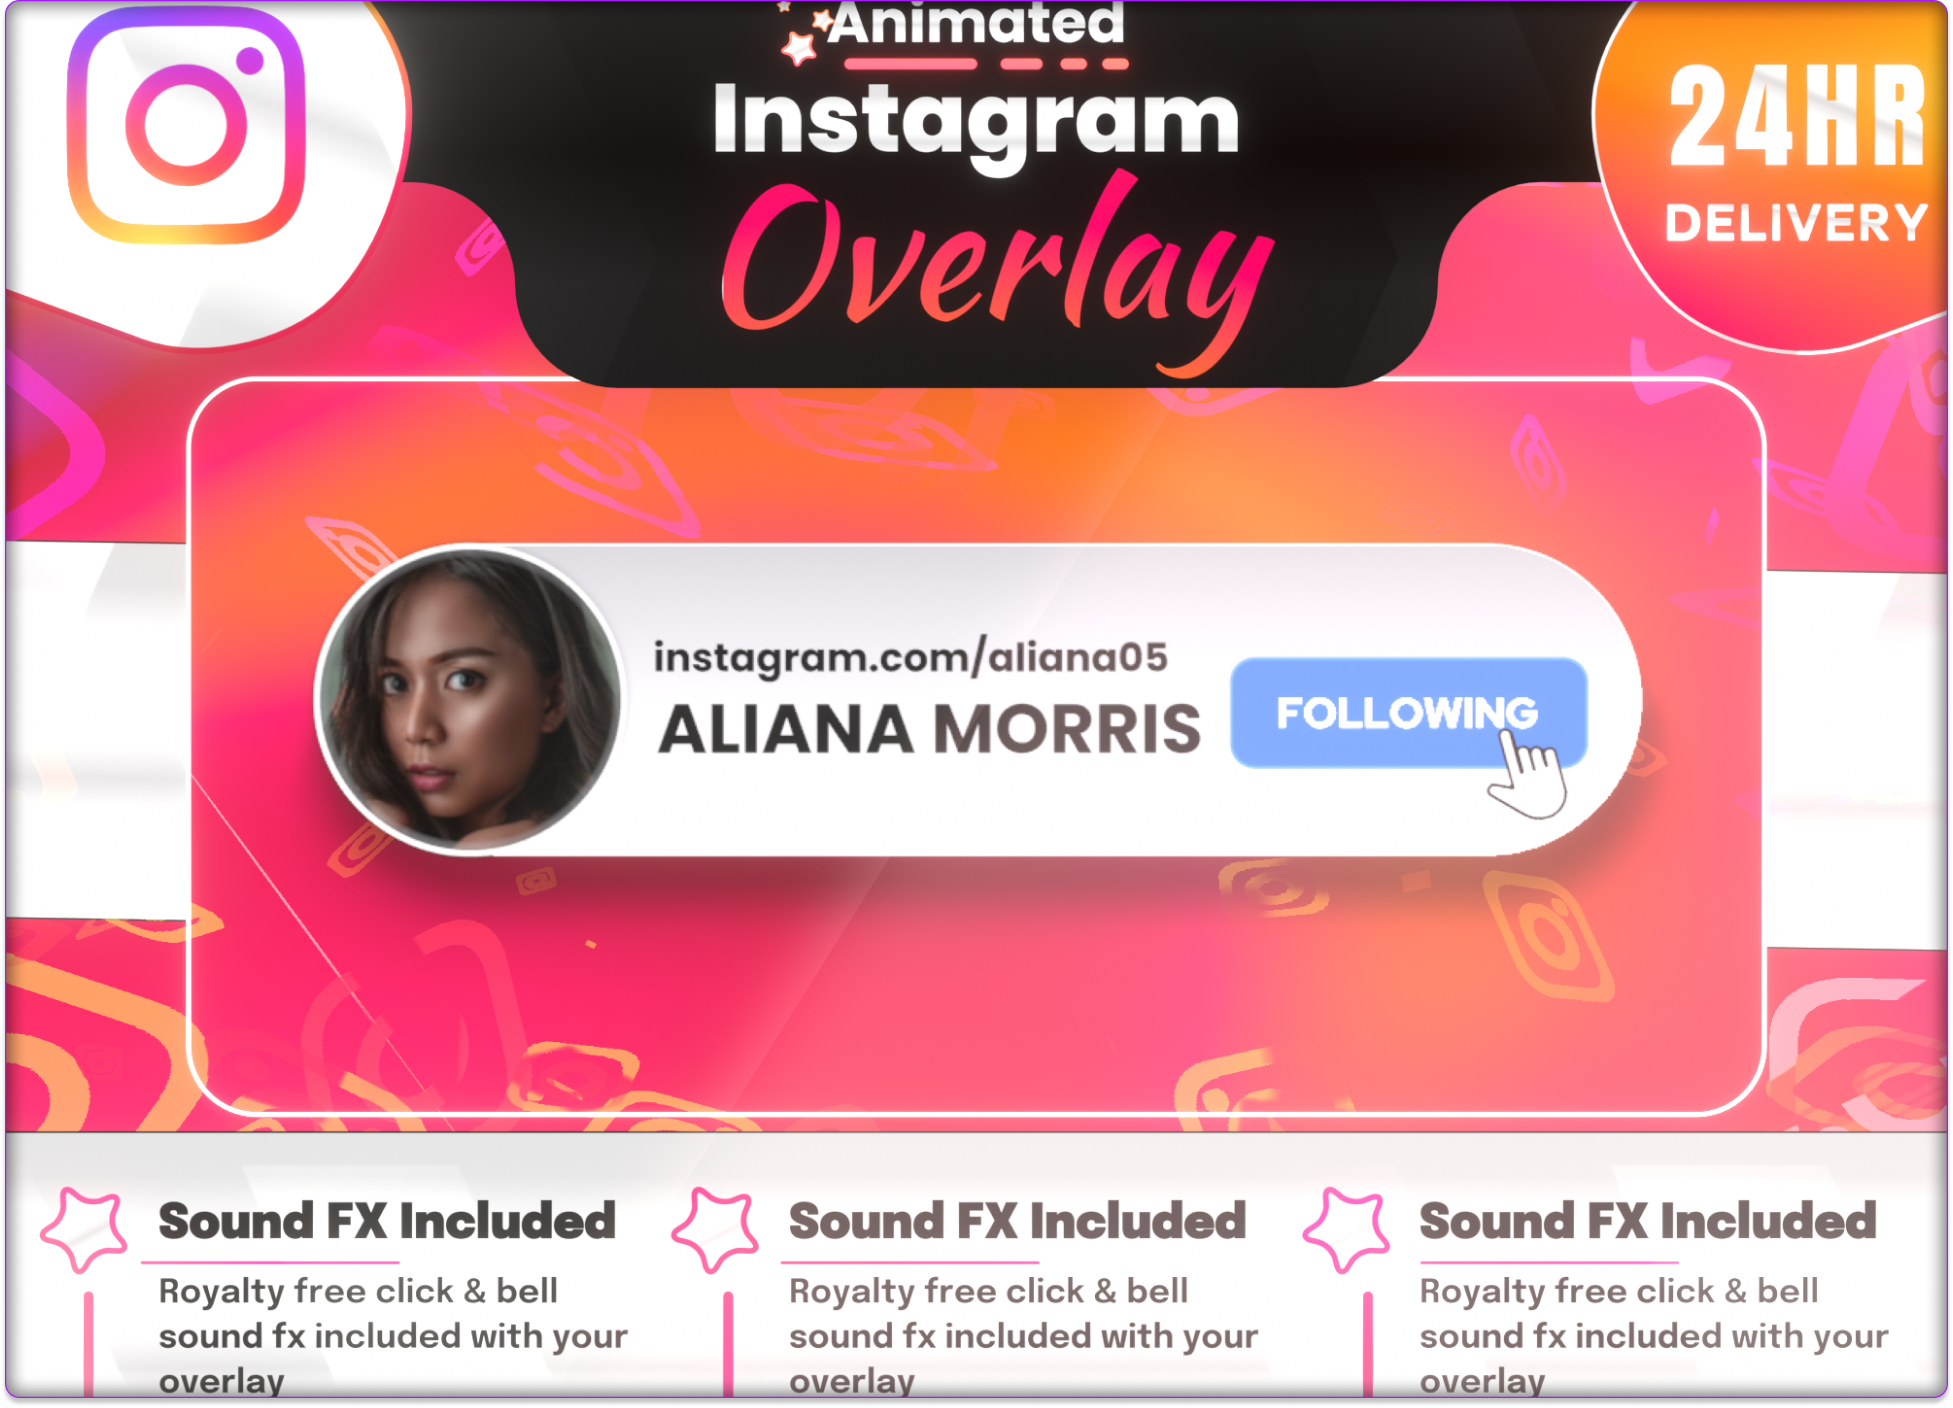 Animated
Instagram
Overlay
24HR
DELIVERY
instagram.com/aliana05
ALIANA MORRIS
FOLLOWING
Sound FX Included
Royalty free click & bell
sound fx included with your
overlay
Sound FX Included
Royalty free click & bell
sound fx included with your
overlay
Sound FX Included
Royalty free click & bell
sound fx included with your
overlay